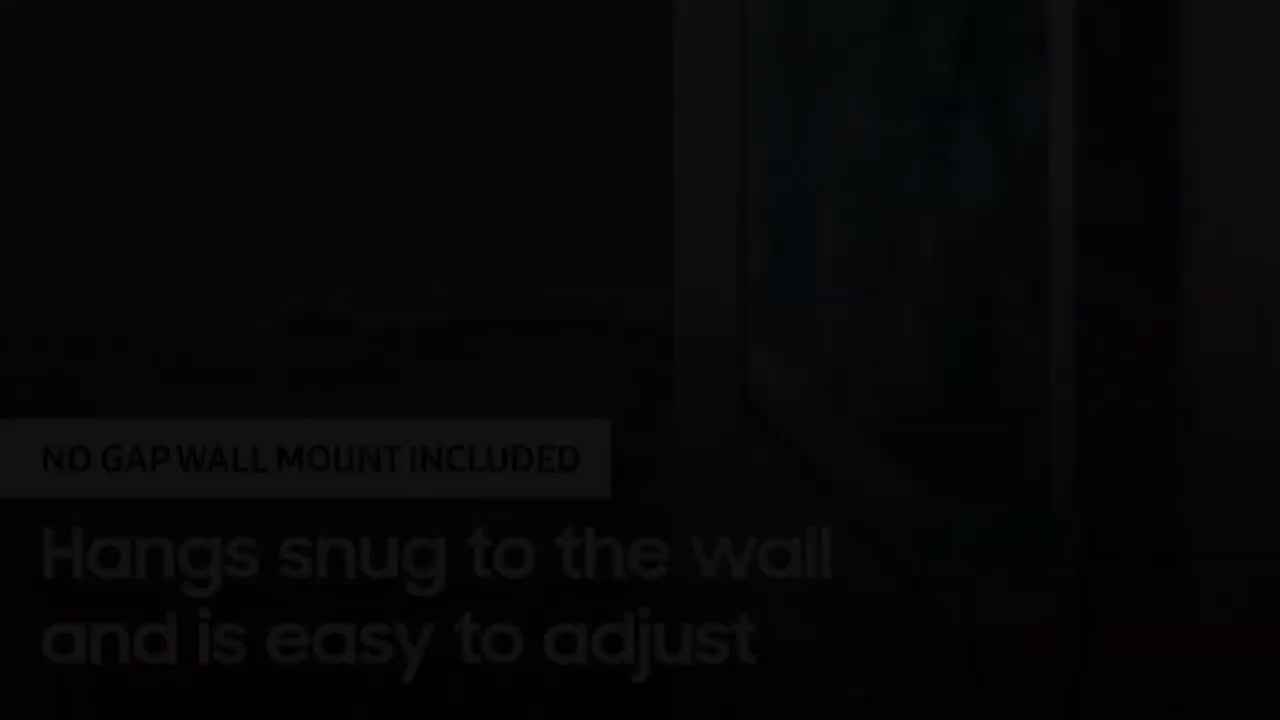 NO GAP WALL MOUNT INCLUDED
Hangs snug to the wall
and is easy to adjust